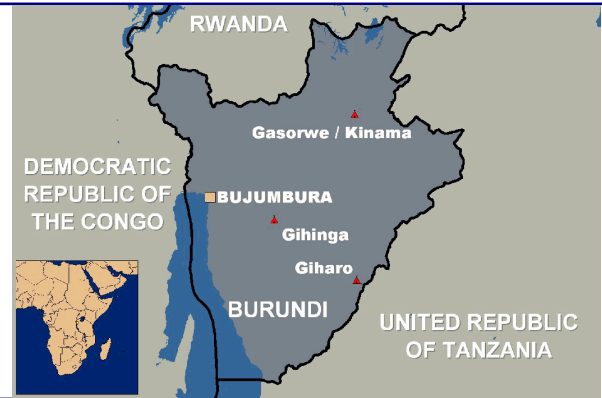 RWANDA
Gasorwe / Kinama
DEMOCRATIC
REPUBLIC OF
THE CONGO
BUJUMBURA
Gihinga
Giharo
BURUNDI
UNITED REPUBLIC
OF TANZANIA